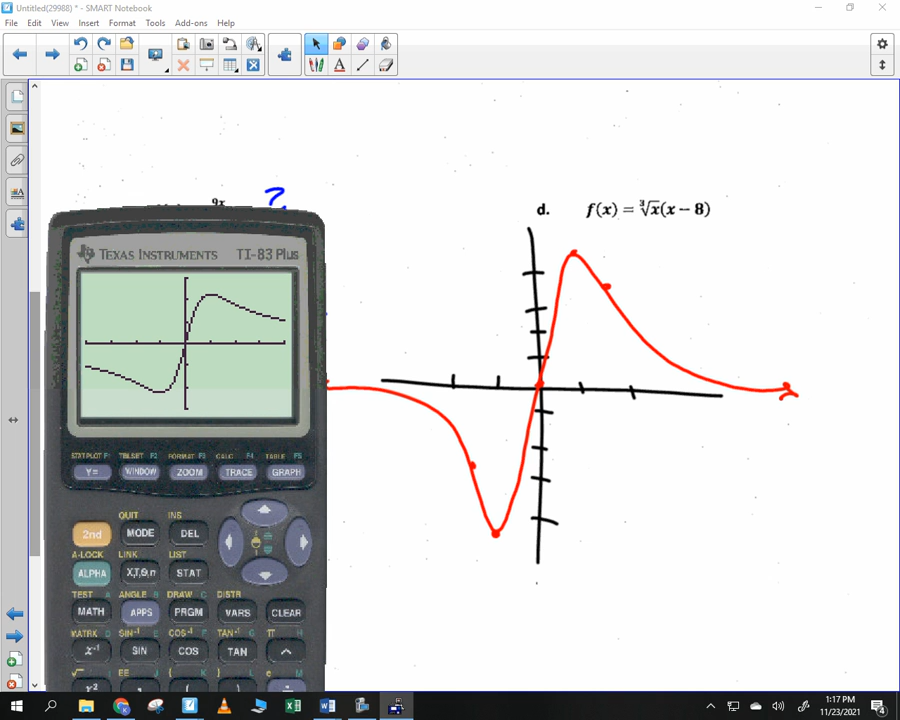 Untitled(29988) * - SMART Notebook
File Edit View Insert Format Tools Add-ons Help
9x
?
d. f(x) = ∛x(x − 8)
TEXAS INSTRUMENTS TI-83 Plus
STAT PLOT F1 TBLSET F2 FORMAT F3 CALC F4 TABLE F5
Y= WINDOW ZOOM TRACE GRAPH
QUIT INS
2nd MODE DEL
A-LOCK LINK LIST
ALPHA X,T,Θ,n STAT
TEST A ANGLE B DRAW C DISTR
MATH APPS PRGM VARS CLEAR
MATRX D SIN⁻¹ E COS⁻¹ F TAN⁻¹ G π H
x⁻¹ SIN COS TAN ^
√ I EE J { K } L e M
x² , ( ) ÷
1:17 PM
11/23/2021
4